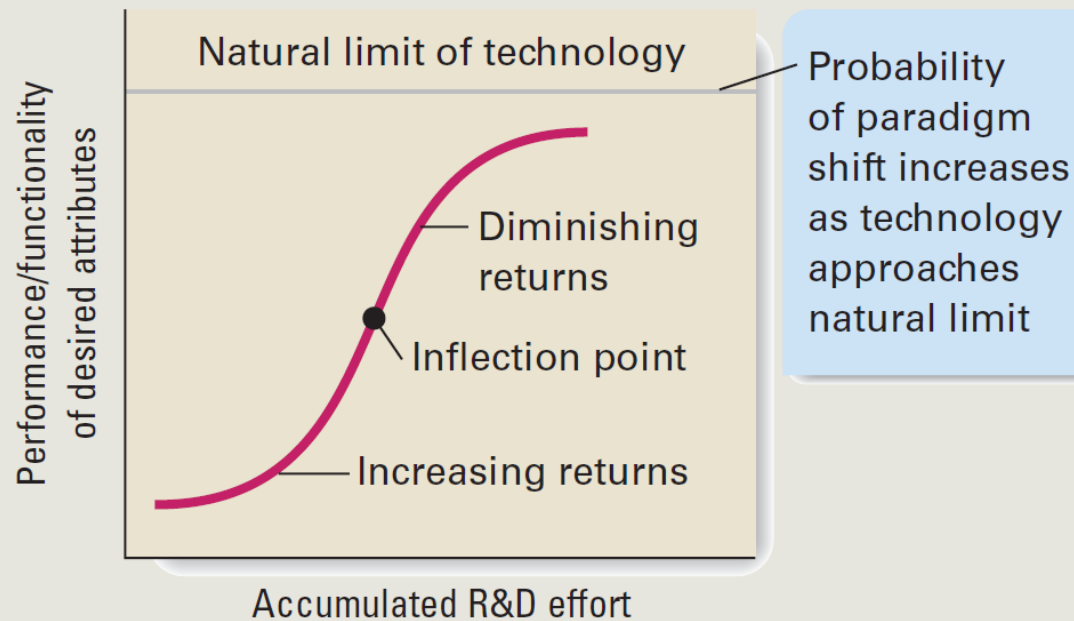 Natural limit of technology
Performance/functionality
of desired attributes
Diminishing
returns
Inflection point
Increasing returns
Accumulated R&D effort
Probability
of paradigm
shift increases
as technology
approaches
natural limit